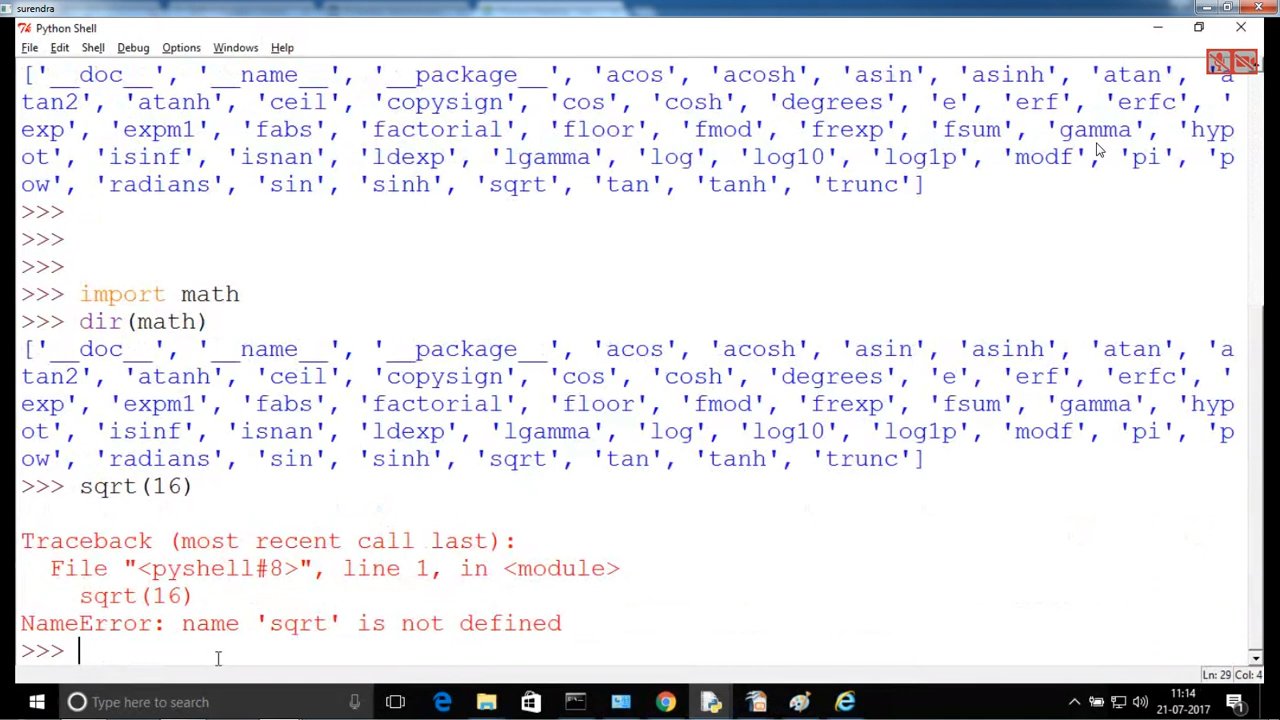 surendra
Python Shell
File Edit Shell Debug Options Windows Help
['__doc__', '__name__', '__package__', 'acos', 'acosh', 'asin', 'asinh', 'atan', 'a
tan2', 'atanh', 'ceil', 'copysign', 'cos', 'cosh', 'degrees', 'e', 'erf', 'erfc', '
exp', 'expm1', 'fabs', 'factorial', 'floor', 'fmod', 'frexp', 'fsum', 'gamma', 'hyp
ot', 'isinf', 'isnan', 'ldexp', 'lgamma', 'log', 'log10', 'log1p', 'modf', 'pi', 'p
ow', 'radians', 'sin', 'sinh', 'sqrt', 'tan', 'tanh', 'trunc']
>>>
>>>
>>>
>>> import math
>>> dir(math)
['__doc__', '__name__', '__package__', 'acos', 'acosh', 'asin', 'asinh', 'atan', 'a
tan2', 'atanh', 'ceil', 'copysign', 'cos', 'cosh', 'degrees', 'e', 'erf', 'erfc', '
exp', 'expm1', 'fabs', 'factorial', 'floor', 'fmod', 'frexp', 'fsum', 'gamma', 'hyp
ot', 'isinf', 'isnan', 'ldexp', 'lgamma', 'log', 'log10', 'log1p', 'modf', 'pi', 'p
ow', 'radians', 'sin', 'sinh', 'sqrt', 'tan', 'tanh', 'trunc']
>>> sqrt(16)
Traceback (most recent call last):
File "<pyshell#8>", line 1, in <module>
sqrt(16)
NameError: name 'sqrt' is not defined
>>>
Ln: 29 Col: 4
Type here to search
11:14
21-07-2017
1